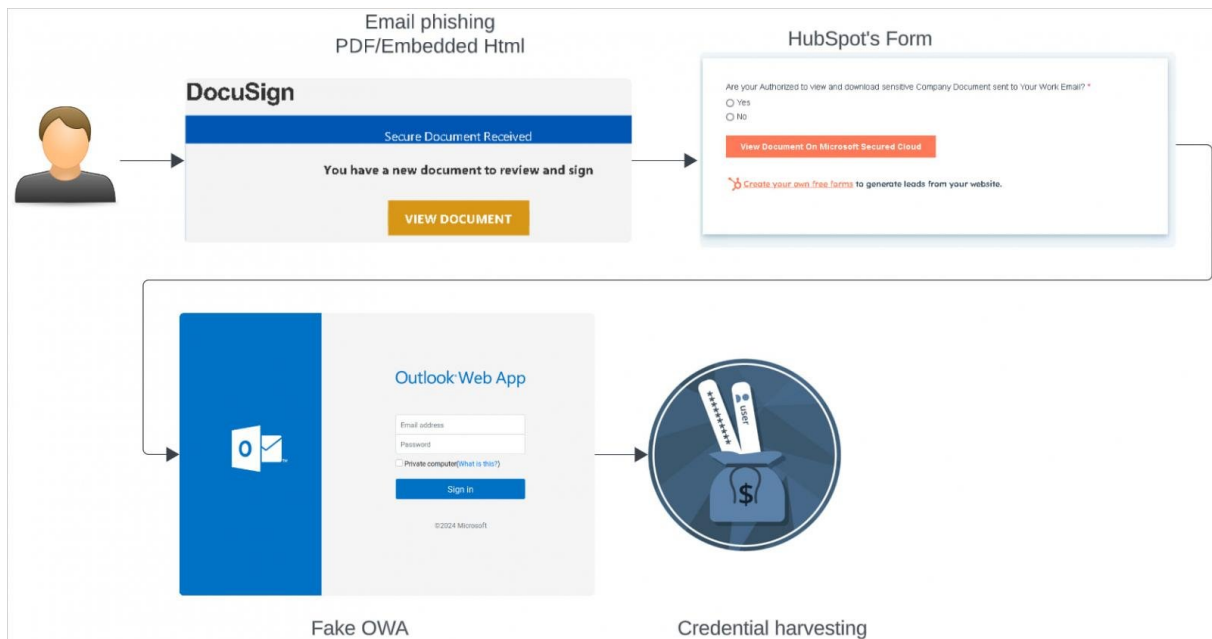 Email phishing
PDF/Embedded Html
HubSpot's Form
DocuSign
Secure Document Received
You have a new document to review and sign
VIEW DOCUMENT
Are your Authorized to view and download sensitive Company Document sent to Your Work Email? *
Yes
No
View Document On Microsoft Secured Cloud
Create your own free forms to generate leads from your website.
Outlook Web App
Email address
Password
Private computer(What is this?)
Sign in
©2024 Microsoft
O
**********
user
$
Fake OWA
Credential harvesting